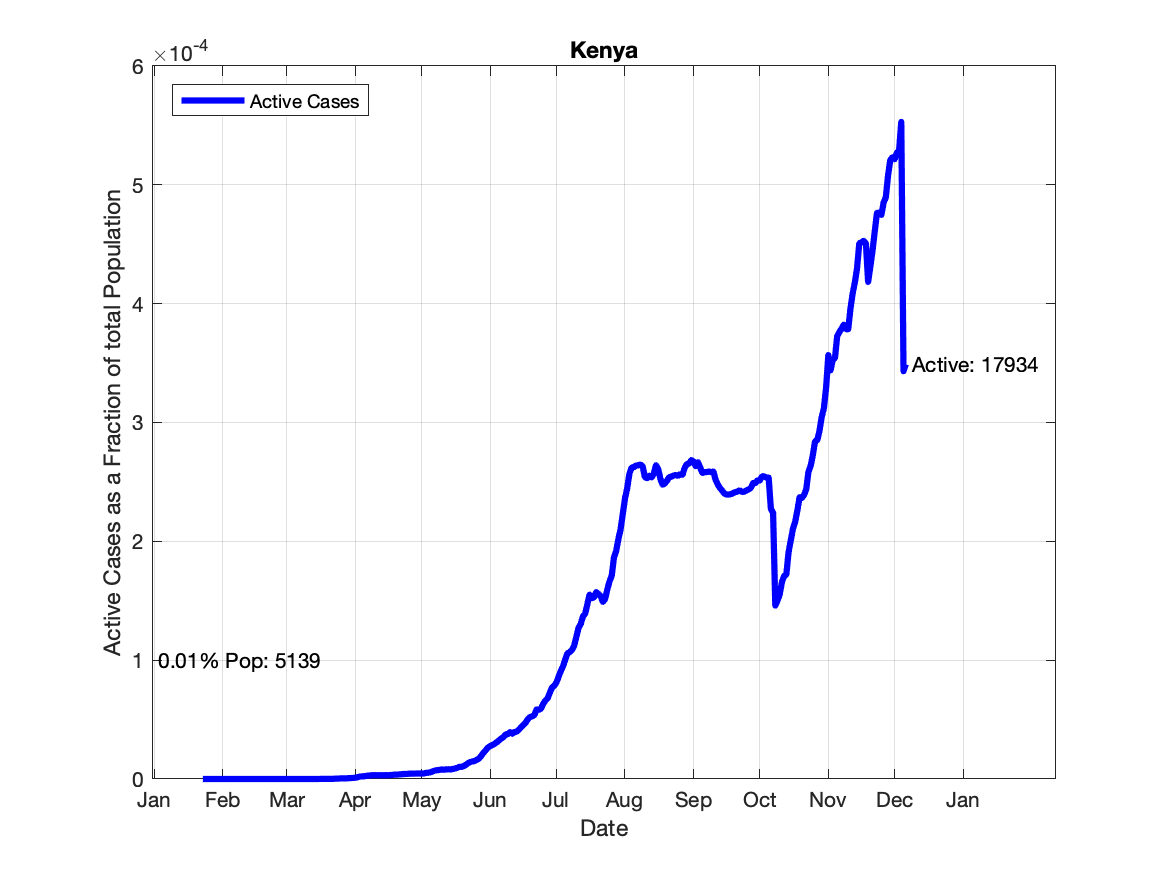 Kenya
×10-4
6
5
4
3
2
1
0
Active Cases as a Fraction of total Population
Active Cases
Active: 17934
0.01% Pop: 5139
Jan Feb Mar Apr May Jun Jul Aug Sep Oct Nov Dec Jan
Date